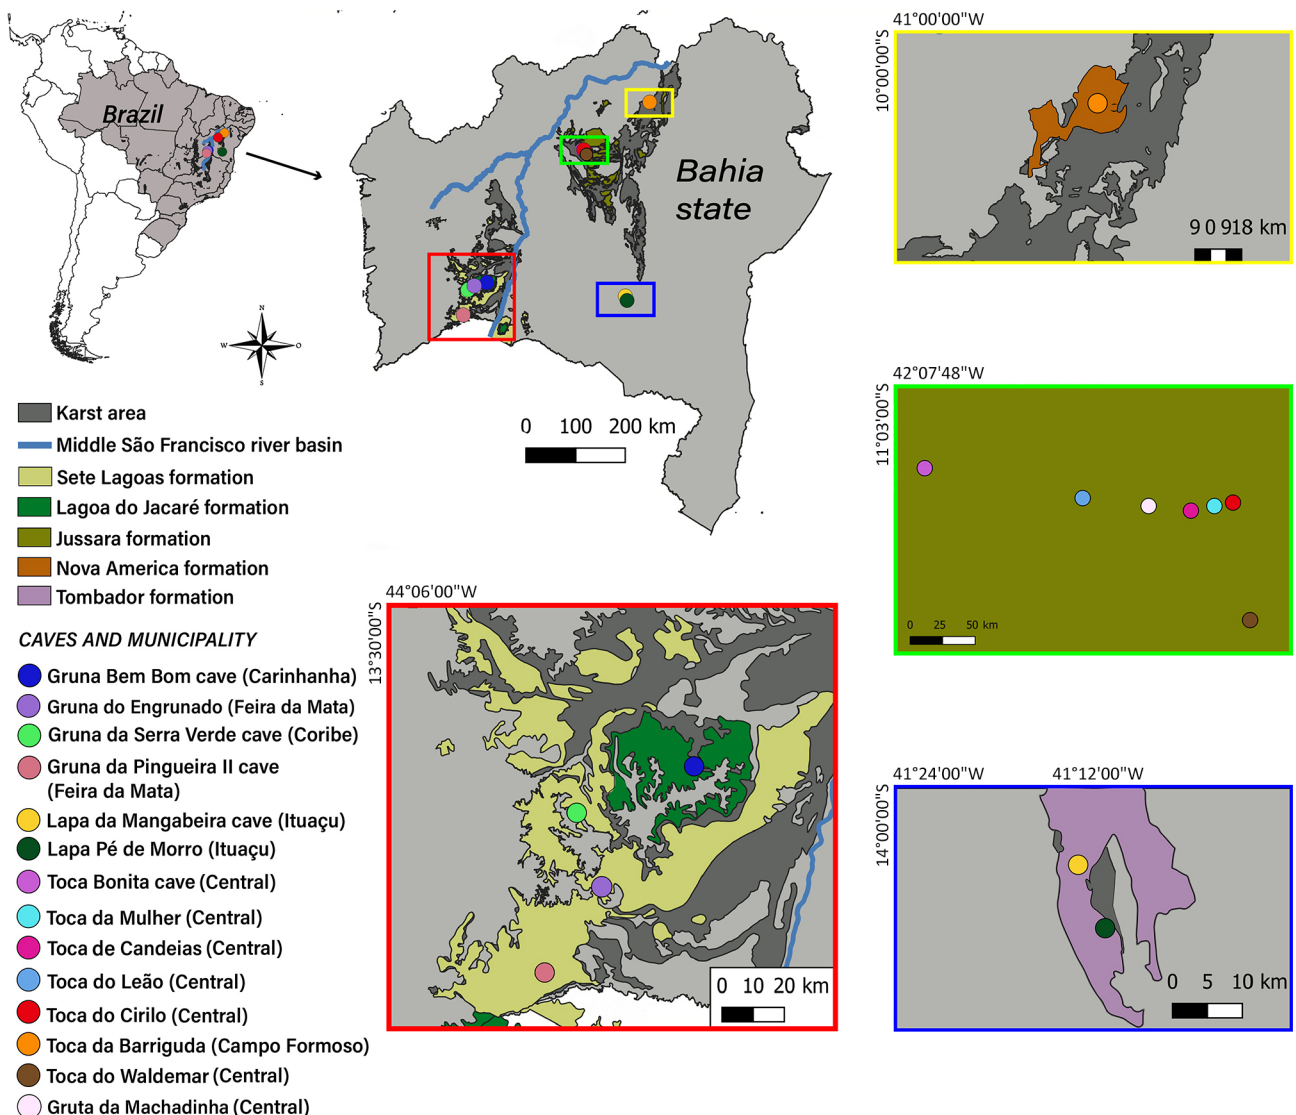 Brazil
Bahia
state
N
W
O
S
0 100 200 km
Karst area
Middle São Francisco river basin
Sete Lagoas formation
Lagoa do Jacaré formation
Jussara formation
Nova America formation
Tombador formation
CAVES AND MUNICIPALITY
Gruna Bem Bom cave (Carinhanha)
Gruna do Engrunado (Feira da Mata)
Gruna da Serra Verde cave (Coribe)
Gruna da Pingueira II cave
(Feira da Mata)
Lapa da Mangabeira cave (Ituaçu)
Lapa Pé de Morro (Ituaçu)
Toca Bonita cave (Central)
Toca da Mulher (Central)
Toca de Candeias (Central)
Toca do Leão (Central)
Toca do Cirilo (Central)
Toca da Barriguda (Campo Formoso)
Toca do Waldemar (Central)
Gruta da Machadinha (Central)
44°06'00"W
13°30'00"S
0 10 20 km
41°00'00"W
10°00'00"S
9 0 918 km
42°07'48"W
11°03'00"S
0 25 50 km
41°24'00"W 41°12'00"W
14°00'00"S
0 5 10 km